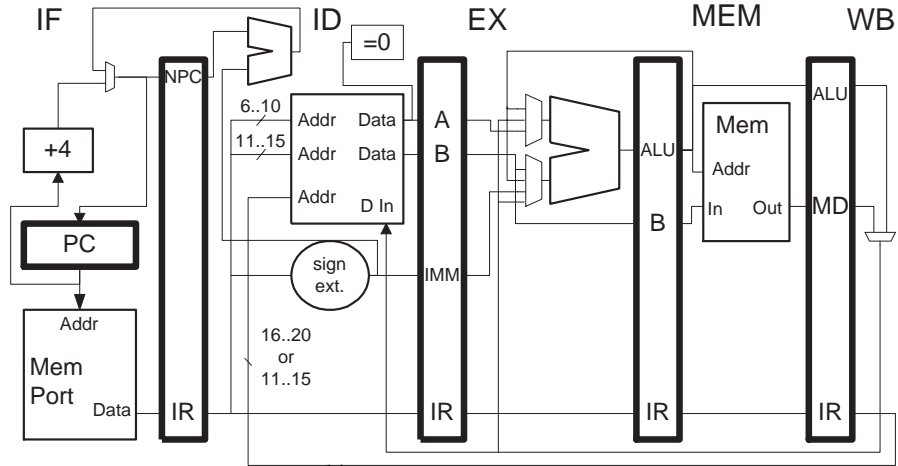 IF ID EX MEM WB
=0
NPC
+4
PC
Addr
Mem
Port
Data
IR
6..10
11..15
Addr Data
Addr Data
Addr
D In
sign
ext.
16..20
or
11..15
A
B
IMM
IR
ALU
B
IR
Mem
Addr
In Out
ALU
MD
IR